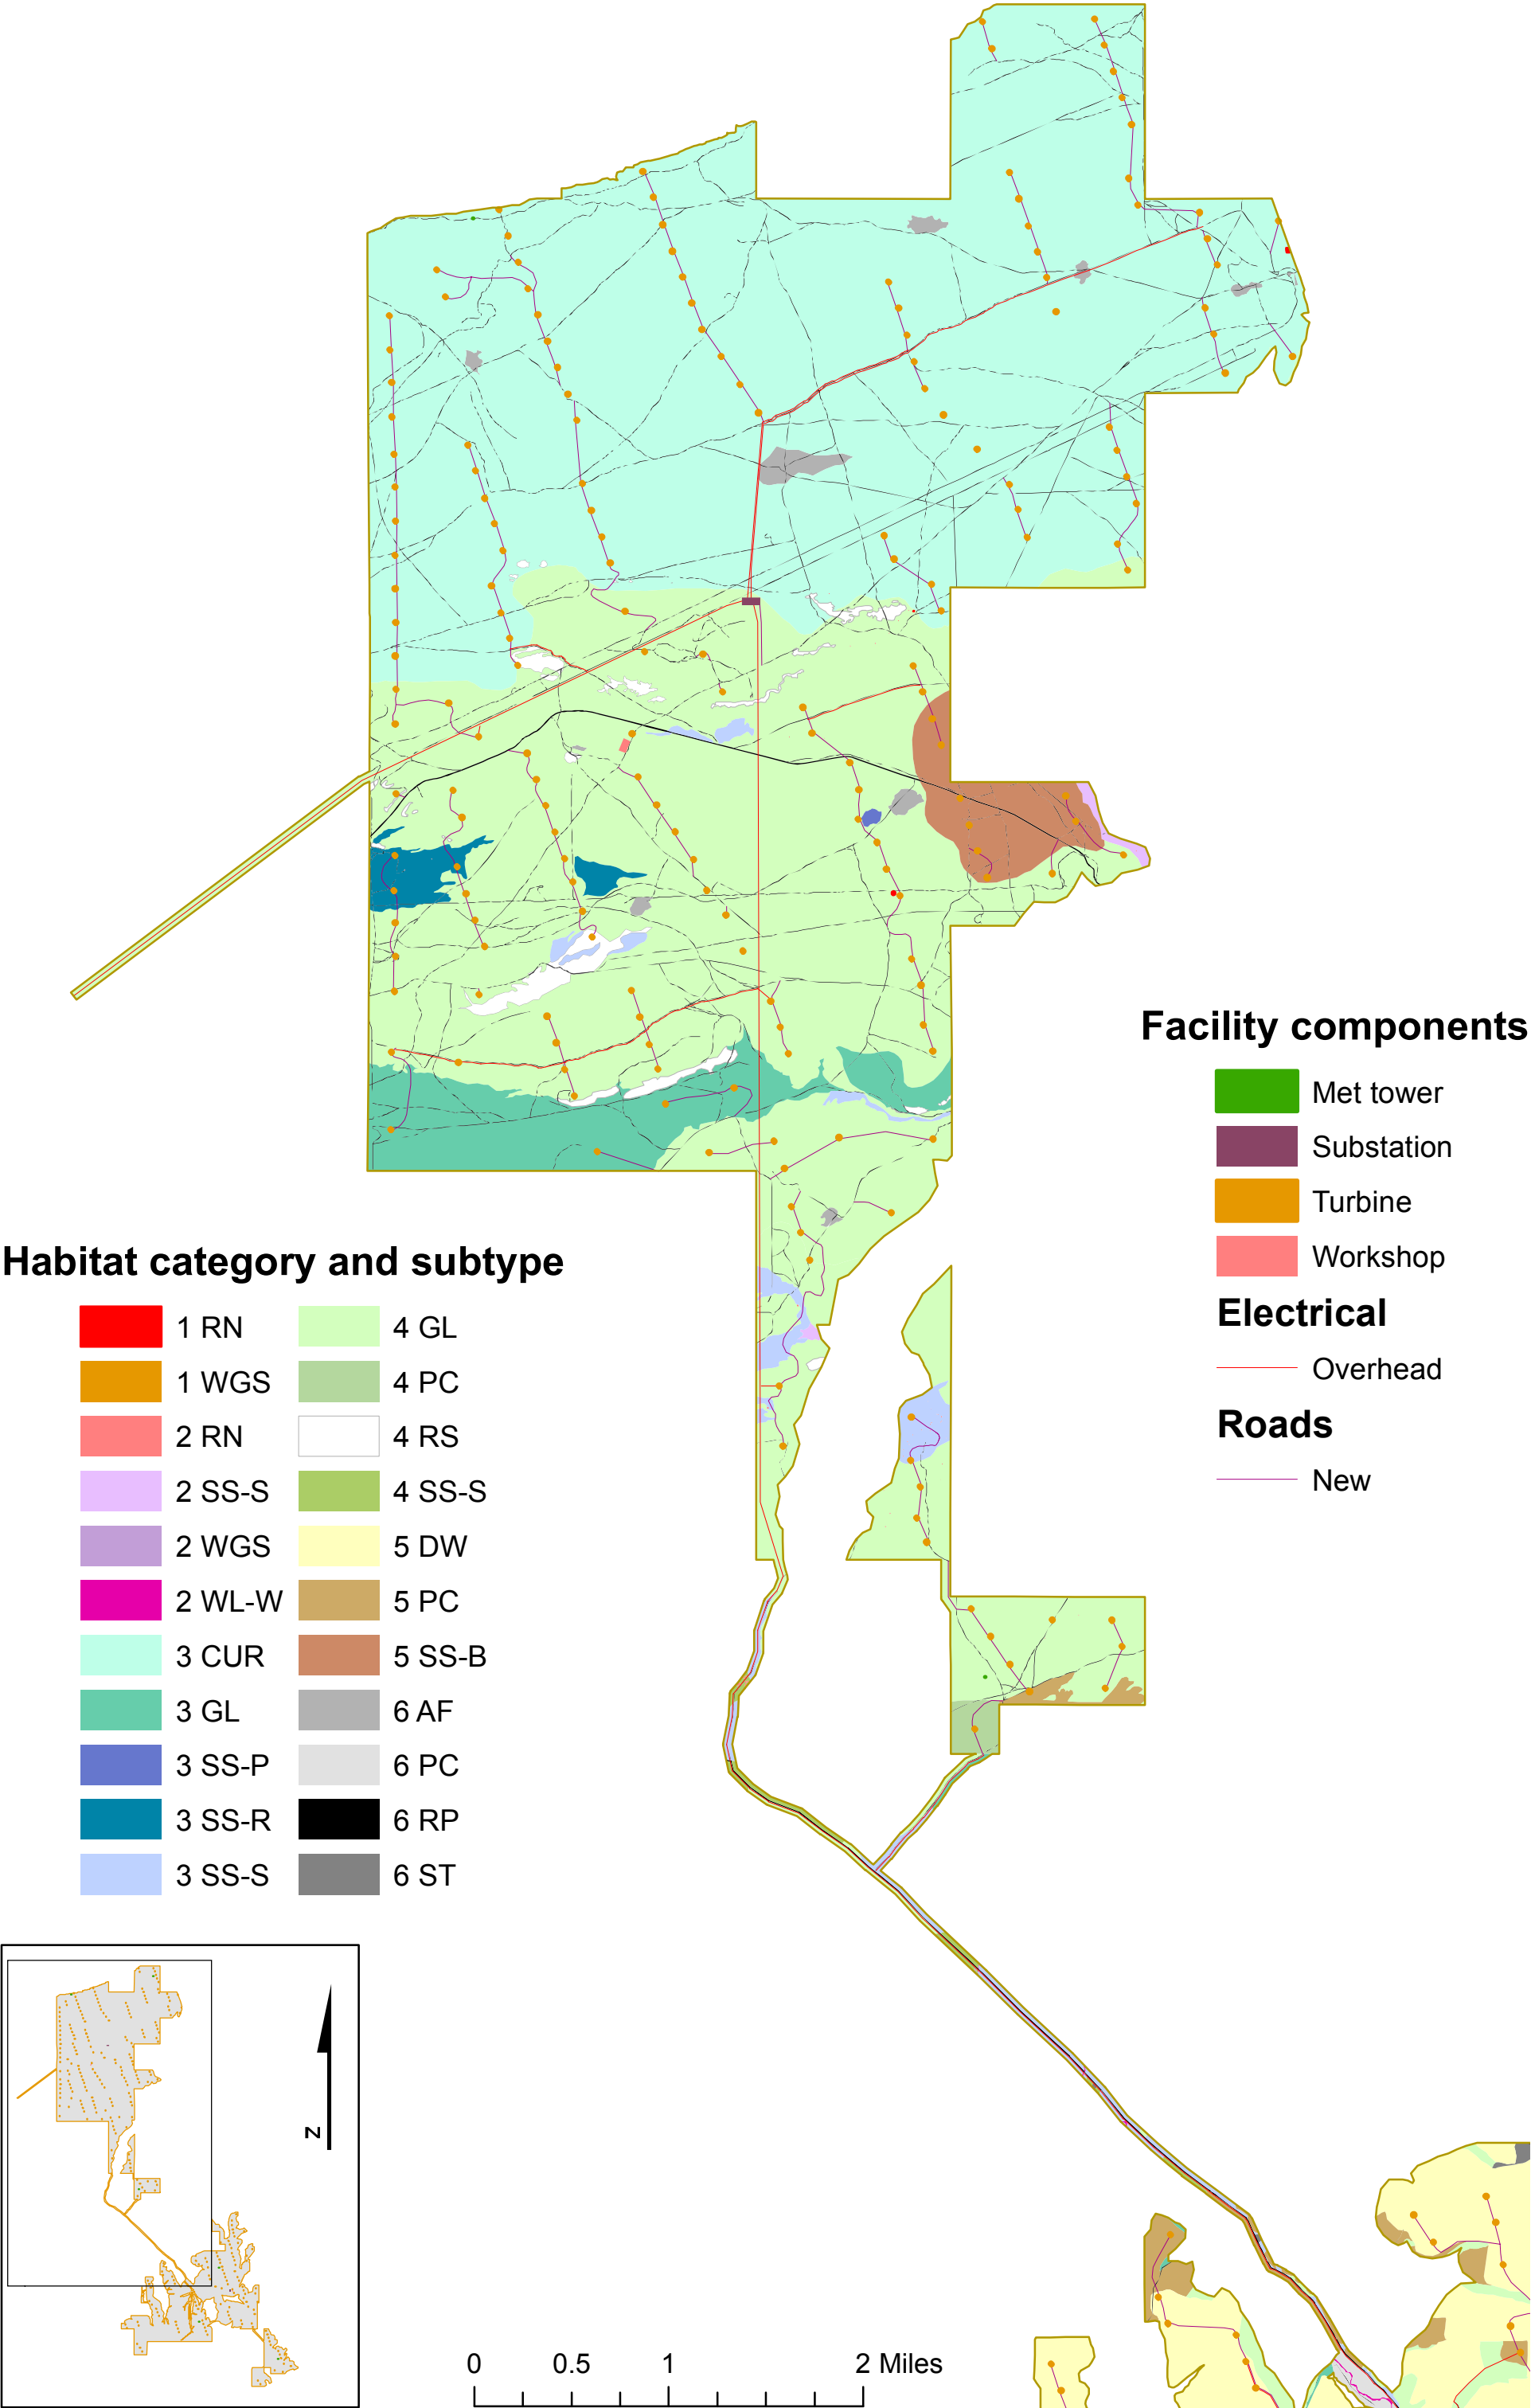 Facility components
Met tower
Substation
Turbine
Workshop
Electrical
Overhead
Roads
New
Habitat category and subtype
1 RN
1 WGS
2 RN
2 SS-S
2 WGS
2 WL-W
3 CUR
3 GL
3 SS-P
3 SS-R
3 SS-S
4 GL
4 PC
4 RS
4 SS-S
5 DW
5 PC
5 SS-B
6 AF
6 PC
6 RP
6 ST
N
0 0.5 1 2 Miles